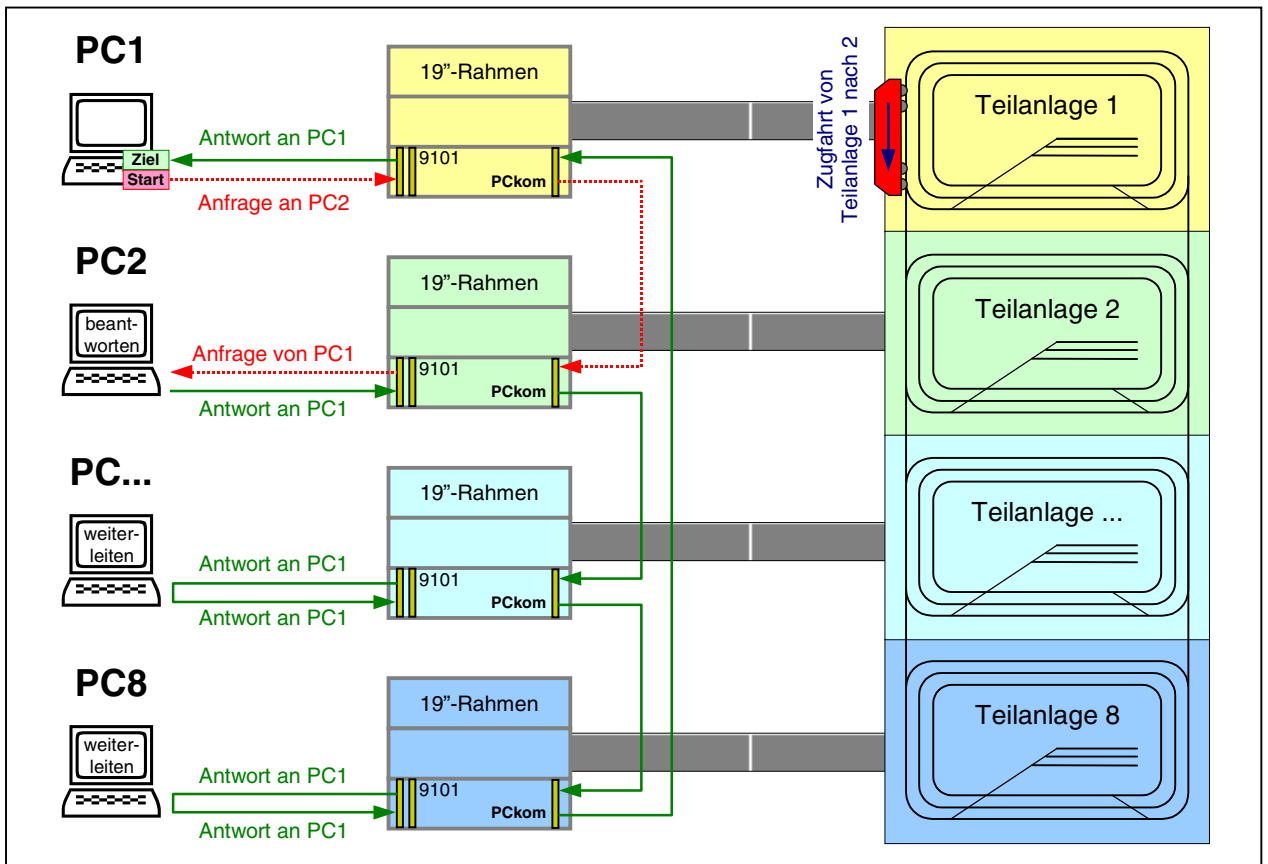 PC1
19”-Rahmen
Antwort an PC1
Ziel
Start
Anfrage an PC2
9101
PCkom
Zugfahrt von
Teilanlage 1 nach 2
Teilanlage 1
PC2
beant-
worten
19”-Rahmen
Anfrage von PC1
Antwort an PC1
9101
PCkom
Teilanlage 2
PC...
weiter-
leiten
19”-Rahmen
Antwort an PC1
Antwort an PC1
9101
PCkom
Teilanlage ...
PC8
weiter-
leiten
19”-Rahmen
Antwort an PC1
Antwort an PC1
9101
PCkom
Teilanlage 8